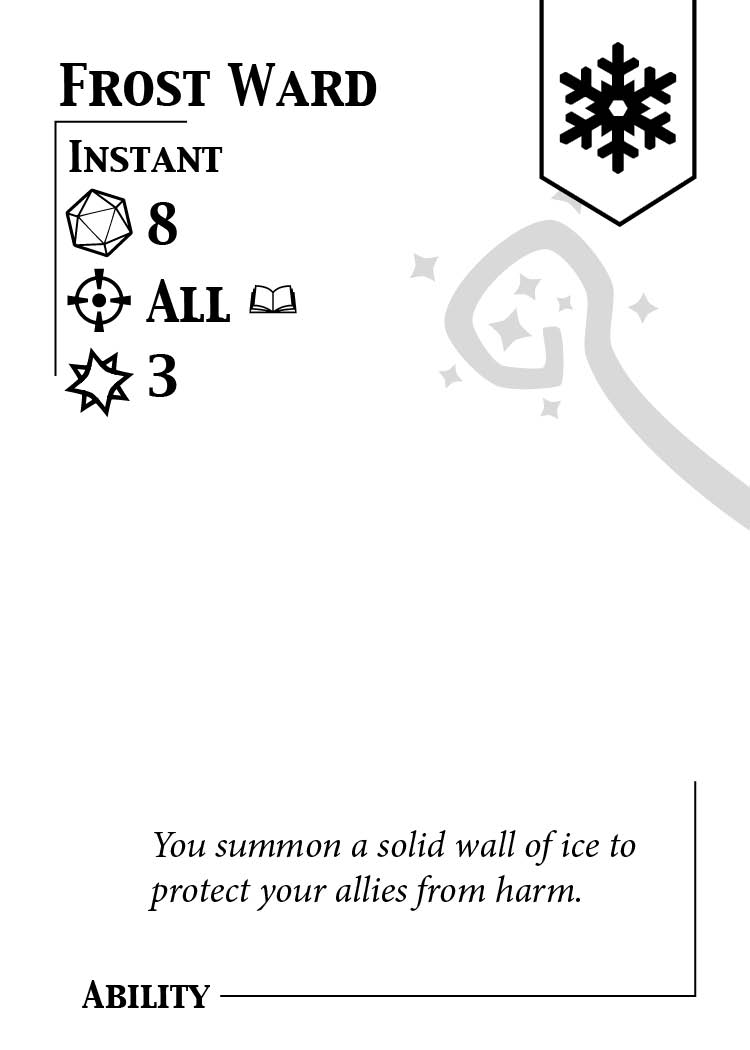 Frost Ward
Instant
8
All
3
You summon a solid wall of ice to
protect your allies from harm.
Ability